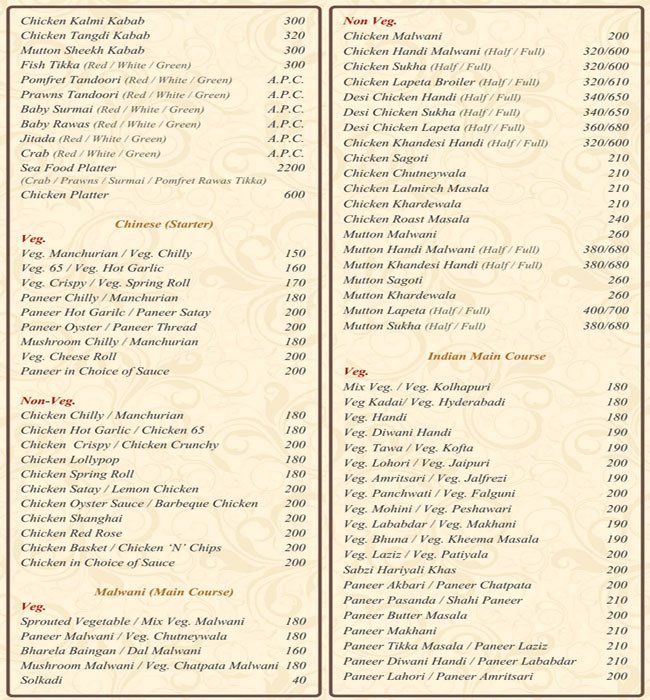 Chicken Kalmi Kabab 300
Chicken Tangdi Kabab 320
Mutton Sheekh Kabab 300
Fish Tikka (Red / White / Green) 300
Pomfret Tandoori (Red / White / Green) A.P.C.
Prawns Tandoori (Red / White / Green) A.P.C.
Baby Surmai (Red / White / Green) A.P.C.
Baby Rawas (Red / White / Green) A.P.C.
Jitada (Red / White / Green) A.P.C.
Crab (Red / White / Green) A.P.C.
Sea Food Platter 2200
(Crab / Prawns / Surmai / Pomfret Rawas Tikka)
Chicken Platter 600
Chinese (Starter)
Veg.
Veg. Manchurian / Veg. Chilly 150
Veg. 65 / Veg. Hot Garlic 160
Veg. Crispy / Veg. Spring Roll 170
Paneer Chilly / Manchurian 180
Paneer Hot Garilc / Paneer Satay 200
Paneer Oyster / Paneer Thread 200
Mushroom Chilly / Manchurian 180
Veg. Cheese Roll 200
Paneer in Choice of Sauce 200
Non-Veg.
Chicken Chilly / Manchurian 180
Chicken Hot Garlic / Chicken 65 180
Chicken Crispy / Chicken Crunchy 200
Chicken Lollypop 180
Chicken Spring Roll 180
Chicken Satay / Lemon Chicken 200
Chicken Oyster Sauce / Barbeque Chicken 200
Chicken Shanghai 200
Chicken Red Rose 200
Chicken Basket / Chicken ‘N’ Chips 200
Chicken in Choice of Sauce 200
Malwani (Main Course)
Veg.
Sprouted Vegetable / Mix Veg. Malwani 180
Paneer Malwani / Veg. Chutneywala 180
Bharela Baingan / Dal Malwani 160
Mushroom Malwani / Veg. Chatpata Malwani 180
Solkadi 40
Non Veg.
Chicken Malwani 200
Chicken Handi Malwani (Half / Full) 320/600
Chicken Sukha (Half / Full) 320/600
Chicken Lapeta Broiler (Half / Full) 320/610
Desi Chicken Handi (Half / Full) 340/650
Desi Chicken Sukha (Half / Full) 340/650
Desi Chicken Lapeta (Half / Full) 360/680
Chicken Khandesi Handi (Half / Full) 320/600
Chicken Sagoti 210
Chicken Chutneywala 210
Chicken Lalmirch Masala 210
Chicken Khardewala 210
Chicken Roast Masala 240
Mutton Malwani 260
Mutton Handi Malwani (Half / Full) 380/680
Mutton Khandesi Handi (Half / Full) 380/680
Mutton Sagoti 260
Mutton Khardewala 260
Mutton Lapeta (Half / Full) 400/700
Mutton Sukha (Half / Full) 380/680
Indian Main Course
Veg.
Mix Veg. / Veg. Kolhapuri 180
Veg Kadai/ Veg. Hyderabadi 180
Veg. Handi 180
Veg. Diwani Handi 190
Veg. Tawa / Veg. Kofta 190
Veg. Lohori / Veg. Jaipuri 200
Veg. Amritsari / Veg. Jalfrezi 190
Veg. Panchwati / Veg. Falguni 200
Veg. Mohini / Veg. Peshawari 200
Veg. Lababdar / Veg. Makhani 190
Veg. Bhuna / Veg. Kheema Masala 190
Veg. Laziz / Veg. Patiyala 200
Sabzi Hariyali Khas 200
Paneer Akbari / Paneer Chatpata 200
Paneer Pasanda / Shahi Paneer 210
Paneer Butter Masala 200
Paneer Makhani 210
Paneer Tikka Masala / Paneer Laziz 210
Paneer Diwani Handi / Paneer Lababdar 210
Paneer Lahori / Paneer Amritsari 200